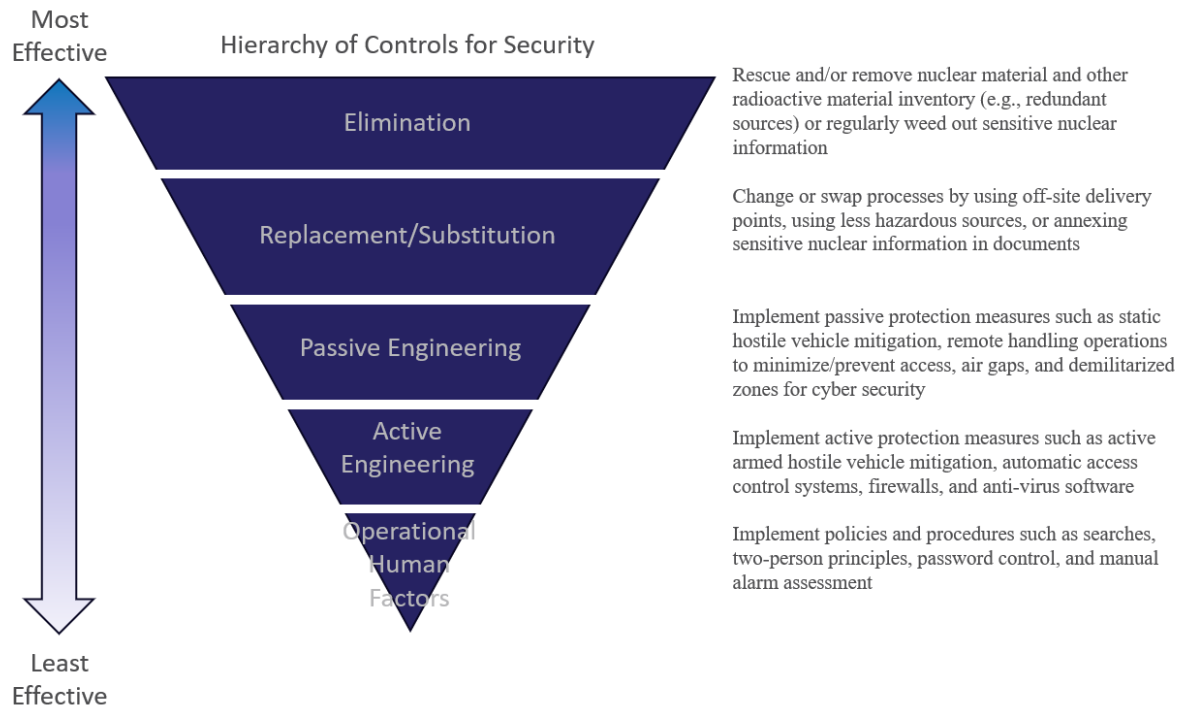 Most
Effective
Hierarchy of Controls for Security
Elimination
Rescue and/or remove nuclear material and other
radioactive material inventory (e.g., redundant
sources) or regularly weed out sensitive nuclear
information
Replacement/Substitution
Change or swap processes by using off-site delivery
points, using less hazardous sources, or annexing
sensitive nuclear information in documents
Passive Engineering
Implement passive protection measures such as static
hostile vehicle mitigation, remote handling operations
to minimize/prevent access, air gaps, and demilitarized
zones for cyber security
Active
Engineering
Implement active protection measures such as active
armed hostile vehicle mitigation, automatic access
control systems, firewalls, and anti-virus software
Operational
Human
Factors
Implement policies and procedures such as searches,
two-person principles, password control, and manual
alarm assessment
Least
Effective